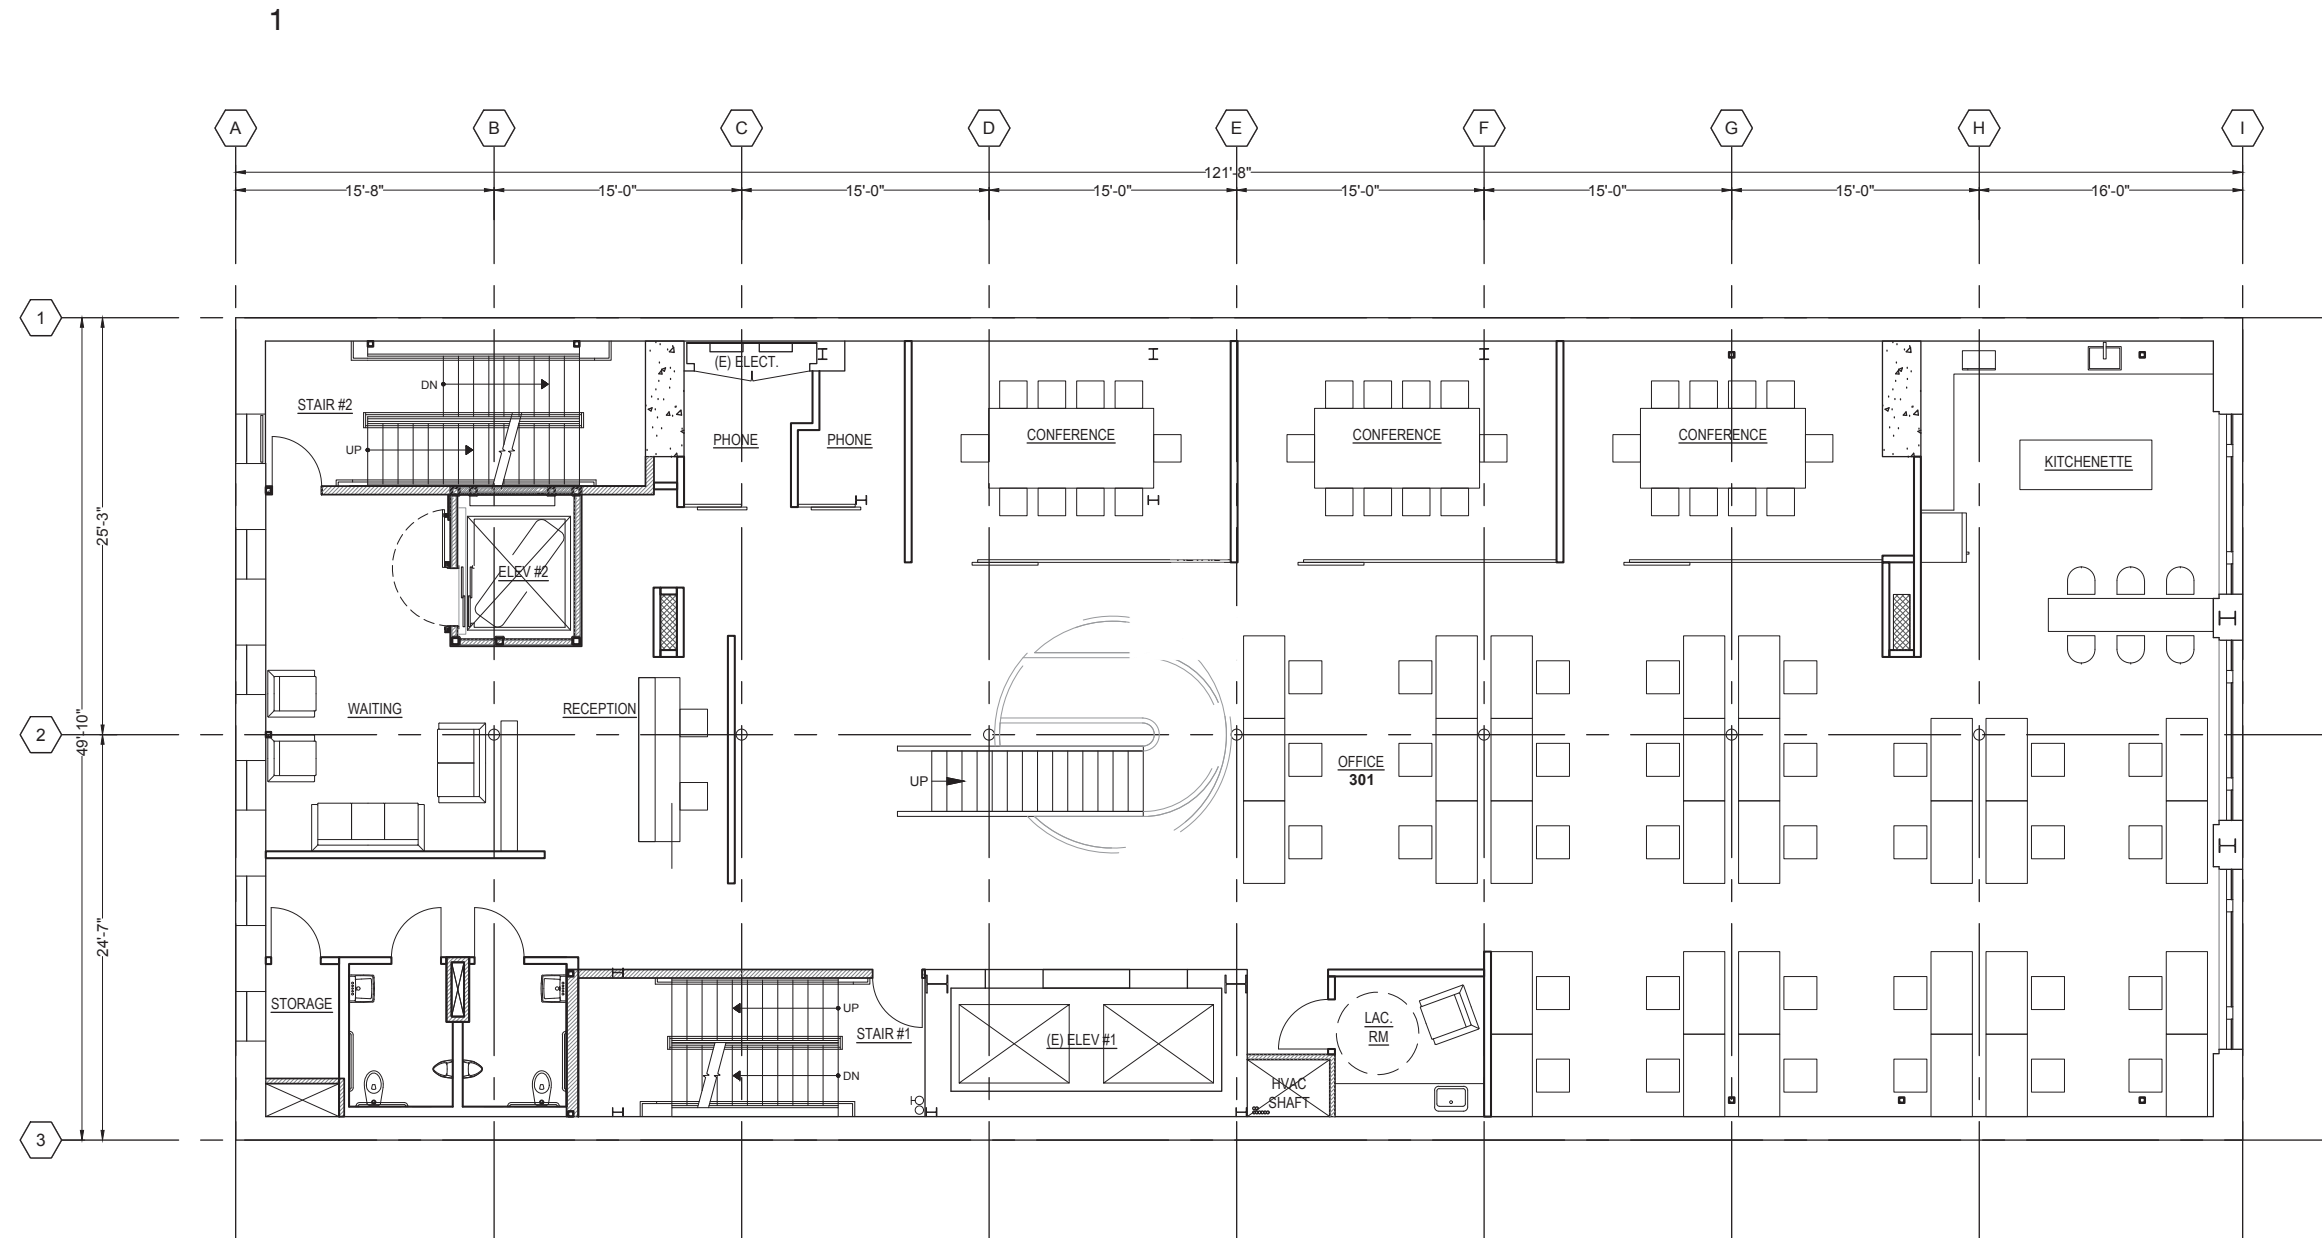 1
A B C D E F G H I
121'-8"
15'-8" 15'-0" 15'-0" 15'-0" 15'-0" 15'-0" 15'-0" 16'-0"
1
(E) ELECT.
DN
STAIR #2
UP
PHONE
PHONE
CONFERENCE
CONFERENCE
CONFERENCE
KITCHENETTE
25'-3"
ELEV #2
WAITING
RECEPTION
2
49'-10"
UP
OFFICE
301
24'-7"
STORAGE
UP
STAIR #1
DN
(E) ELEV #1
LAC.
RM
HVAC
SHAFT
3